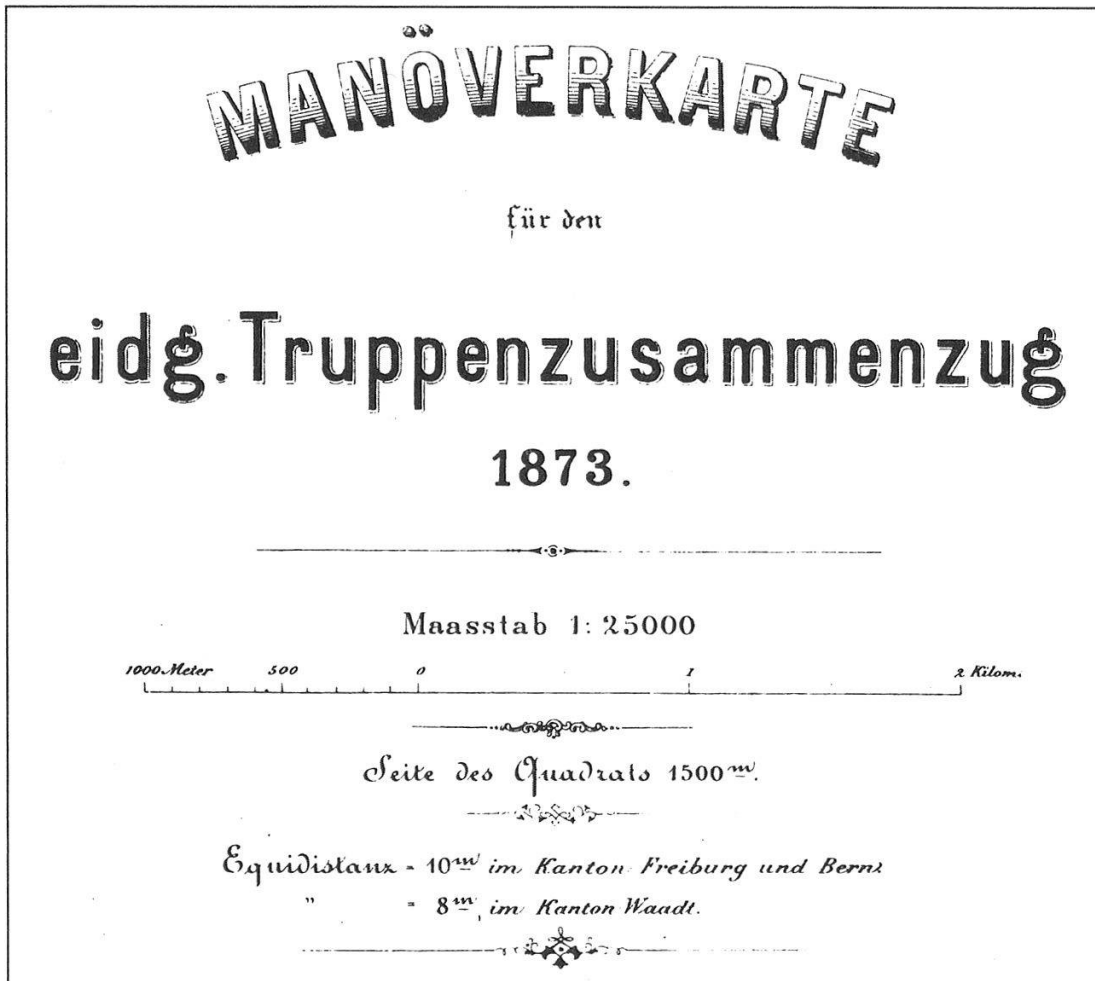 MANÖVERKARTE
für den
eidg. Truppenzusammenzug
1873.
Maasstab 1:25000
1000 Meter 500 0 1 2 Kilom.
Seite des Quadrats 1500 m.
Equidistanz = 10 m im Kanton Freiburg und Bern
" = 8 m, im Kanton Waadt.